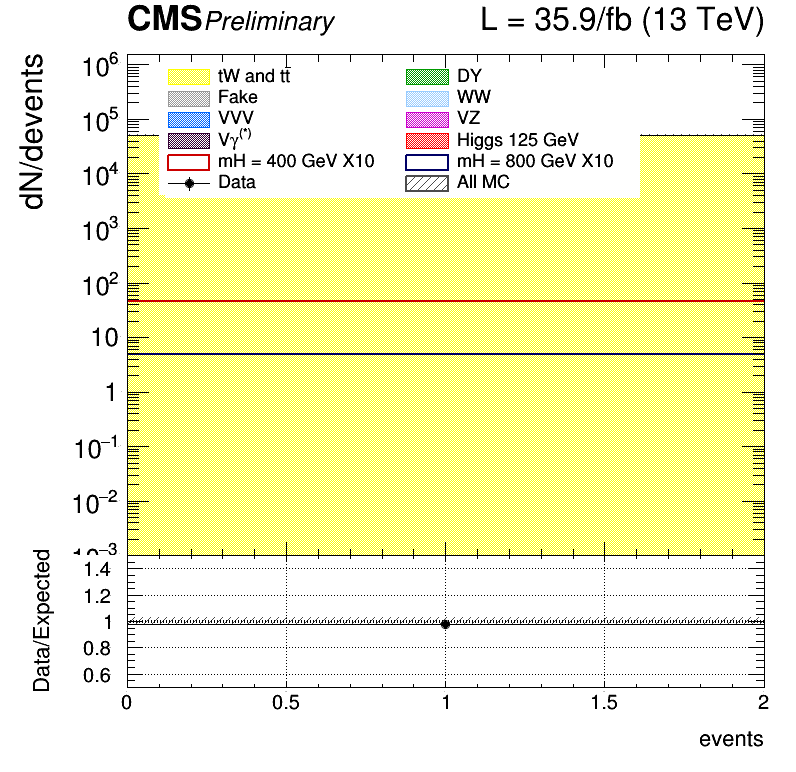 CMS Preliminary L = 35.9/fb (13 TeV)
dN/devents
10⁶
10⁵
10⁴
10³
10²
10
1
10⁻¹
10⁻²
10⁻³
tW and tt̄ DY
Fake WW
VVV VZ
Vγ⁽*⁾ Higgs 125 GeV
mH = 400 GeV X10 mH = 800 GeV X10
Data All MC
Data/Expected
1.4
1.2
1
0.8
0.6
0 0.5 1 1.5 2
events